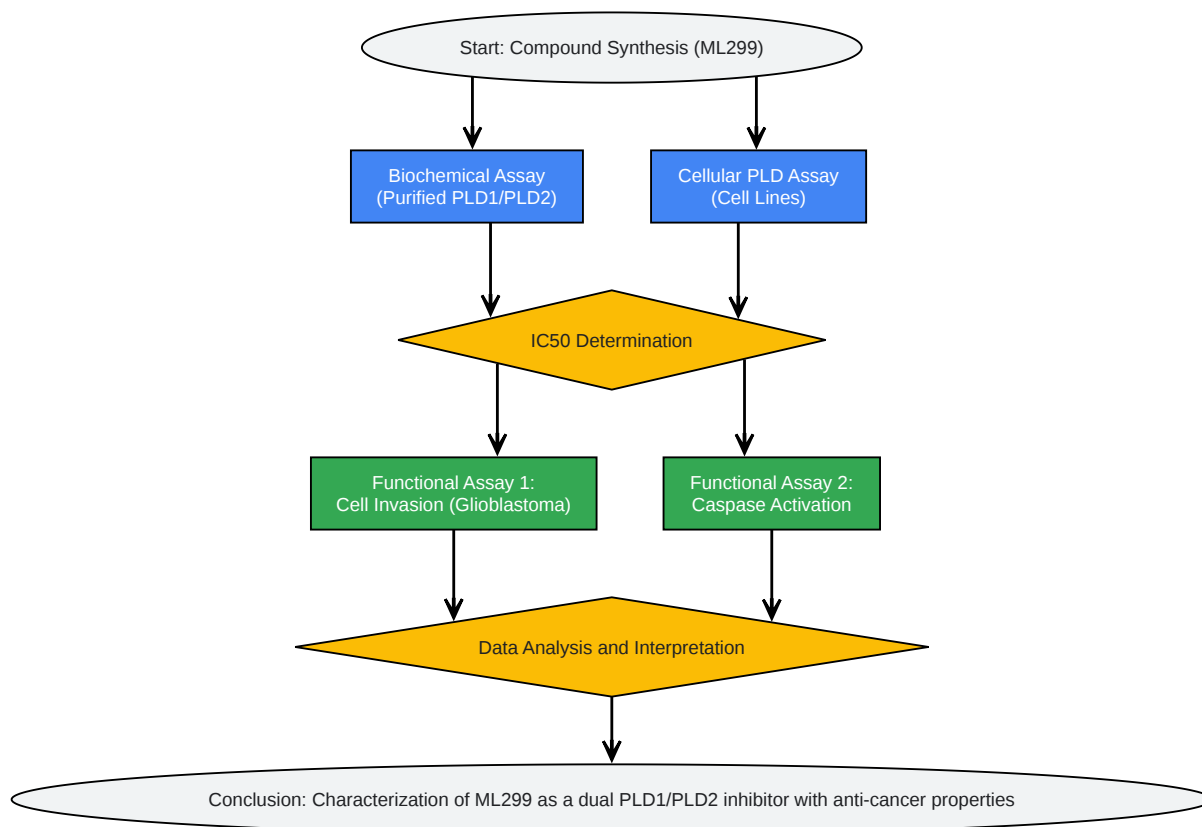 Start: Compound Synthesis (ML299)
Biochemical Assay
(Purified PLD1/PLD2)
Cellular PLD Assay
(Cell Lines)
IC50 Determination
Functional Assay 1:
Cell Invasion (Glioblastoma)
Functional Assay 2:
Caspase Activation
Data Analysis and Interpretation
Conclusion: Characterization of ML299 as a dual PLD1/PLD2 inhibitor with anti-cancer properties